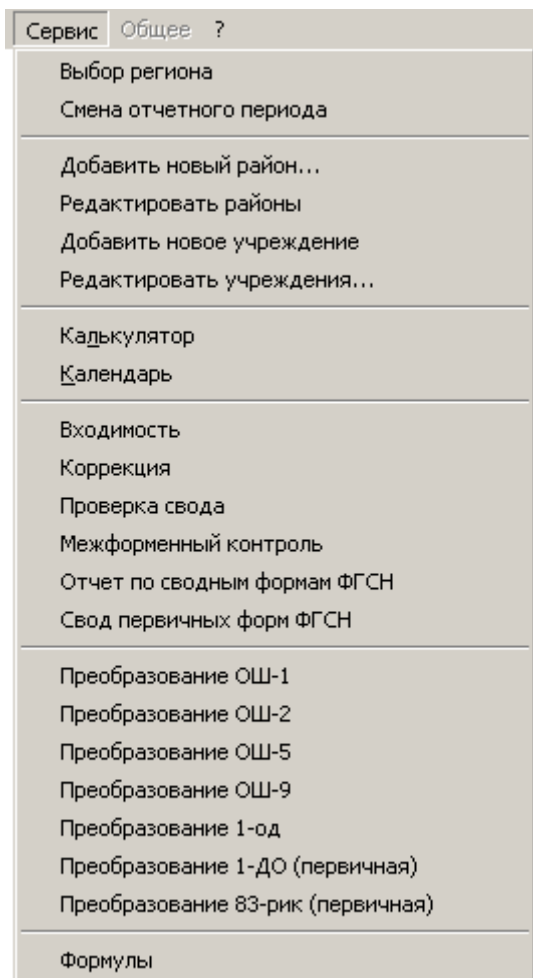 Сервис Общее ?
Выбор региона
Смена отчетного периода
Добавить новый район...
Редактировать районы
Добавить новое учреждение
Редактировать учреждения...
Калькулятор
Календарь
Входимость
Коррекция
Проверка свода
Межформенный контроль
Отчет по сводным формам ФГСН
Свод первичных форм ФГСН
Преобразование ОШ-1
Преобразование ОШ-2
Преобразование ОШ-5
Преобразование ОШ-9
Преобразование 1-од
Преобразование 1-ДО (первичная)
Преобразование 83-рик (первичная)
Формулы